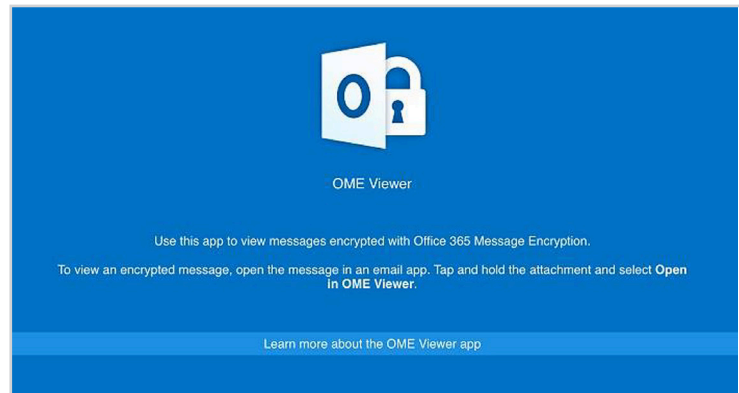 O
OME Viewer
Use this app to view messages encrypted with Office 365 Message Encryption.
To view an encrypted message, open the message in an email app. Tap and hold the attachment and select Open
in OME Viewer.
Learn more about the OME Viewer app